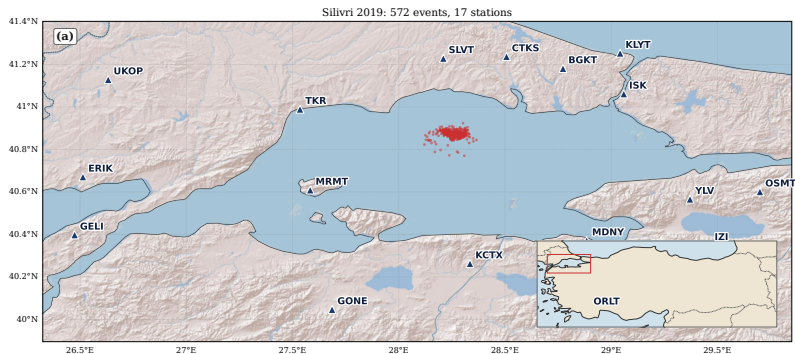 Silivri 2019: 572 events, 17 stations
(a)
41.4°N
41.2°N
41°N
40.8°N
40.6°N
40.4°N
40.2°N
40°N
UKOP
TKR
SLVT
CTKS
BGKT
KLYT
ISK
ERIK
MRMT
OSMT
YLV
GELI
MDNY
IZI
KCTX
GONE
ORLT
26.5°E
27°E
27.5°E
28°E
28.5°E
29°E
29.5°E